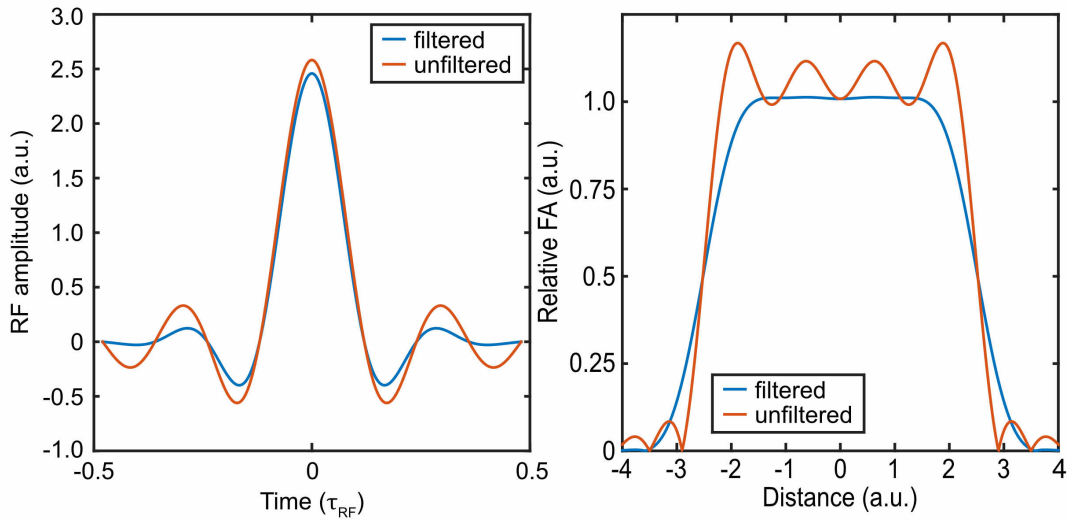 3.0
2.5
2.0
1.5
1.0
0.5
0
-0.5
-1.0
RF amplitude (a.u.)
filtered
unfiltered
-0.5 0 0.5
Time (τRF)
1.0
0.75
0.5
0.25
0
Relative FA (a.u.)
filtered
unfiltered
-4 -3 -2 -1 0 1 2 3 4
Distance (a.u.)